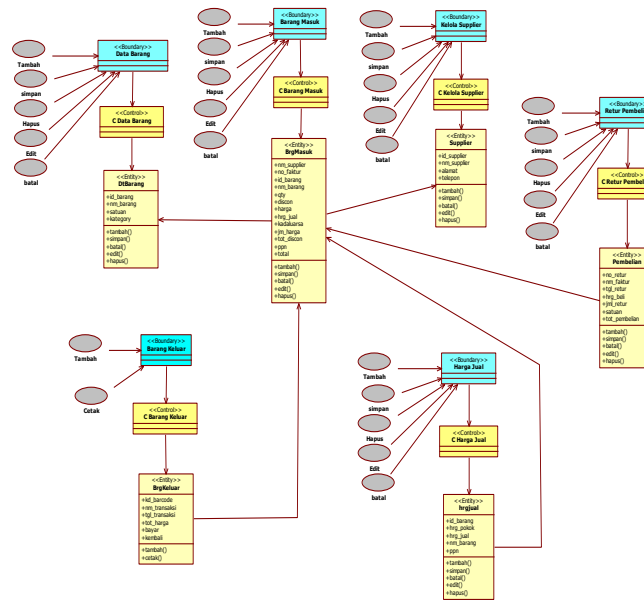 <<Boundary>>
Data Barang
Tambah
simpan
Hapus
Edit
batal
<<Control>>
C Data Barang
<<Entity>>
DtBarang
+id_barang
+nm_barang
+satuan
+kategory
+tambah()
+simpan()
+batal()
+edit()
+hapus()
<<Boundary>>
Barang Masuk
Tambah
simpan
Hapus
Edit
batal
<<Control>>
C Barang Masuk
<<Entity>>
BrgMasuk
+nm_supplier
+no_faktur
+id_barang
+nm_barang
+qty
+discon
+harga
+hrg_jual
+kadaluarsa
+jm_herga
+tot_discon
+ppn
+total
+tambah()
+simpan()
+batal()
+edit()
+hapus()
<<Boundary>>
Kelola Supplier
Tambah
simpan
Hapus
Edit
batal
<<Control>>
C Kelola Supplier
<<Entity>>
Supplier
+id_supplier
+nm_supplier
+alamat
+telepon
+tambah()
+simpan()
+batal()
+edit()
+hapus()
<<Boundary>>
Retur Pembeli
Tambah
simpan
Hapus
Edit
batal
<<Control>>
C Retur Pembeli
<<Entity>>
Pembelian
+no_retur
+nm_faktur
+tgl_retur
+hrg_beli
+jml_retur
+satuan
+tot_pembelian
+tambah()
+simpan()
+batal()
+edit()
+hapus()
<<Boundary>>
Barang Keluar
Tambah
Cetak
<<Control>>
C Barang Keluar
<<Entity>>
BrgKeluar
+kd_barcode
+nm_transaksi
+tgl_transaksi
+tot_harga
+bayar
+kembali
+tambah()
+cetak()
<<Boundary>>
Harga Jual
Tambah
simpan
Hapus
Edit
batal
<<Control>>
C Harga Jual
<<Entity>>
hrgjual
+id_barang
+hrg_pokok
+hrg_jual
+nm_barang
+ppn
+tambah()
+simpan()
+batal()
+edit()
+hapus()